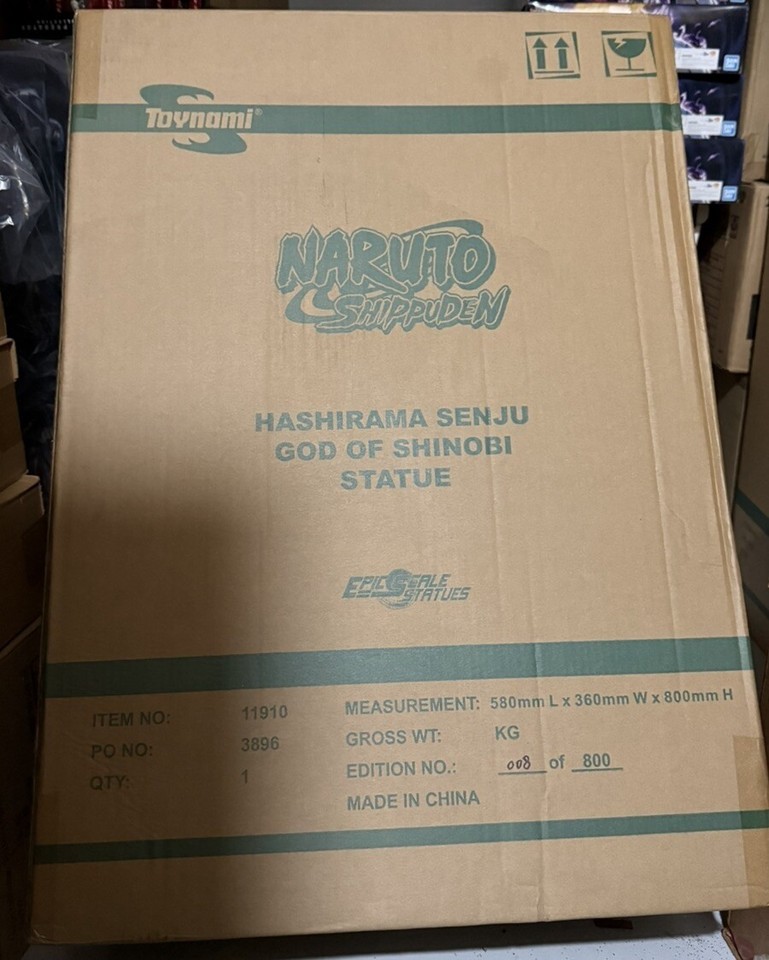 Toynami®
NARUTO
SHIPPUDEN
HASHIRAMA SENJU
GOD OF SHINOBI
STATUE
EPIC SCALE
STATUES
ITEM NO: 11910
PO NO: 3896
QTY: 1
MEASUREMENT: 580mm L x 360mm W x 800mm H
GROSS WT: KG
EDITION NO.: 008 of 800
MADE IN CHINA